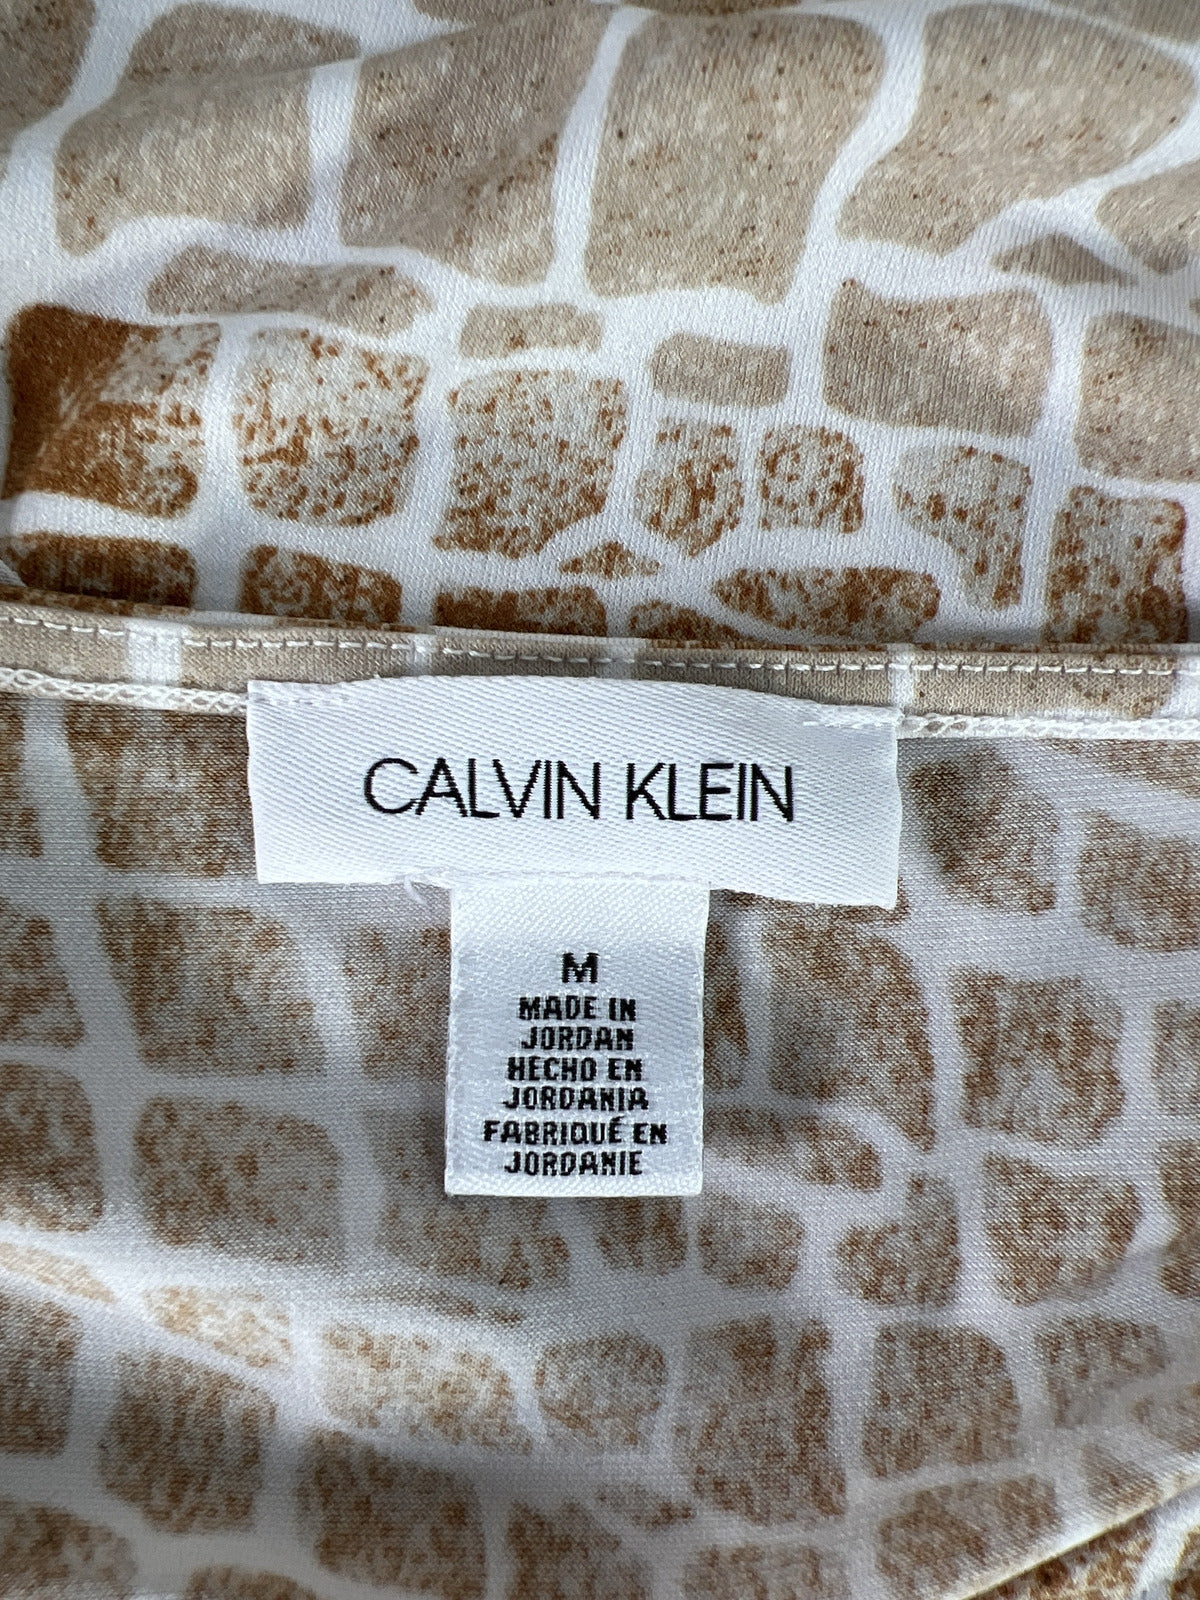 CALVIN KLEIN
M
MADE IN
JORDAN
HECHO EN
JORDANIA
FABRIQUÉ EN
JORDANIE